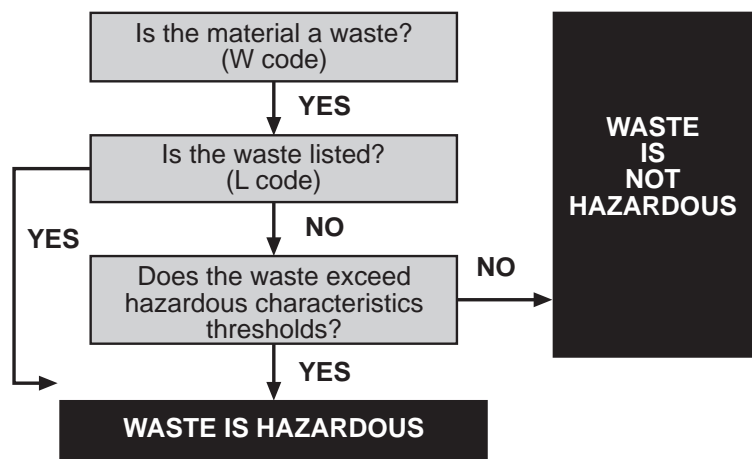 Is the material a waste?
(W code)
YES
Is the waste listed?
(L code)
YES
NO
Does the waste exceed
hazardous characteristics
thresholds?
NO
YES
WASTE IS HAZARDOUS
WASTE
IS
NOT
HAZARDOUS